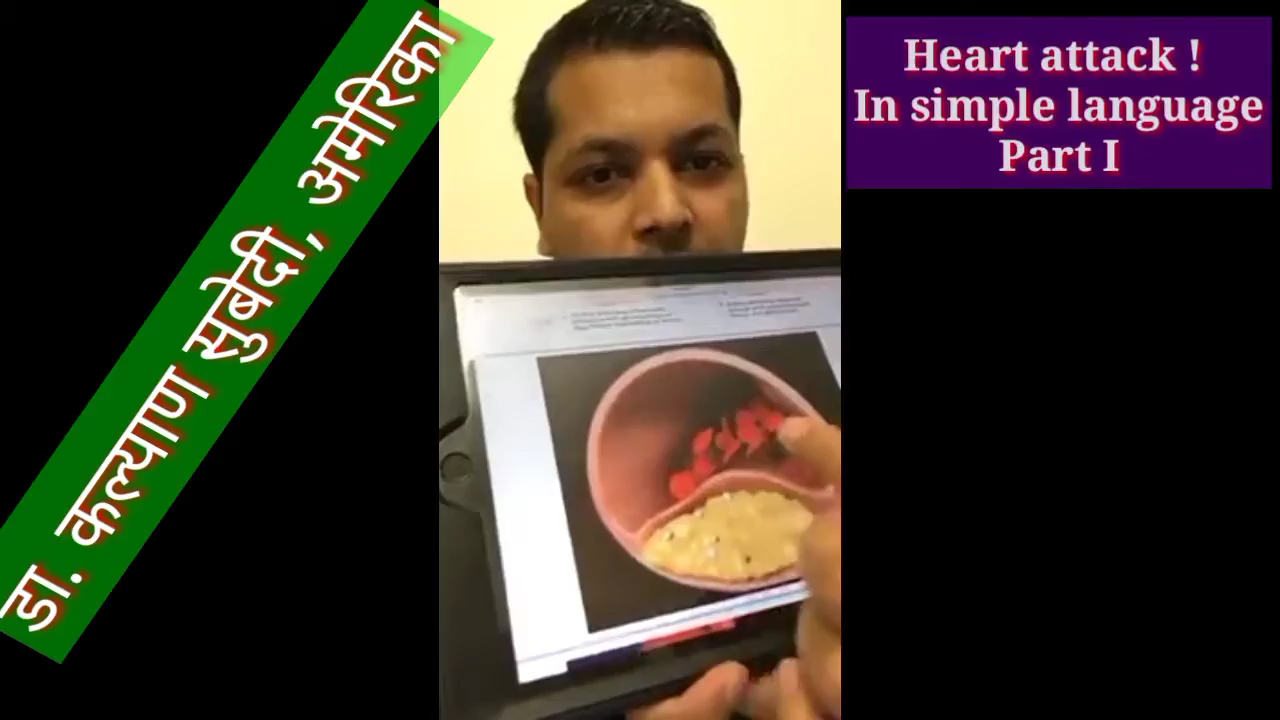 डा. कल्याण सुबेदी, अमेरिका
Heart attack !
In simple language
Part I